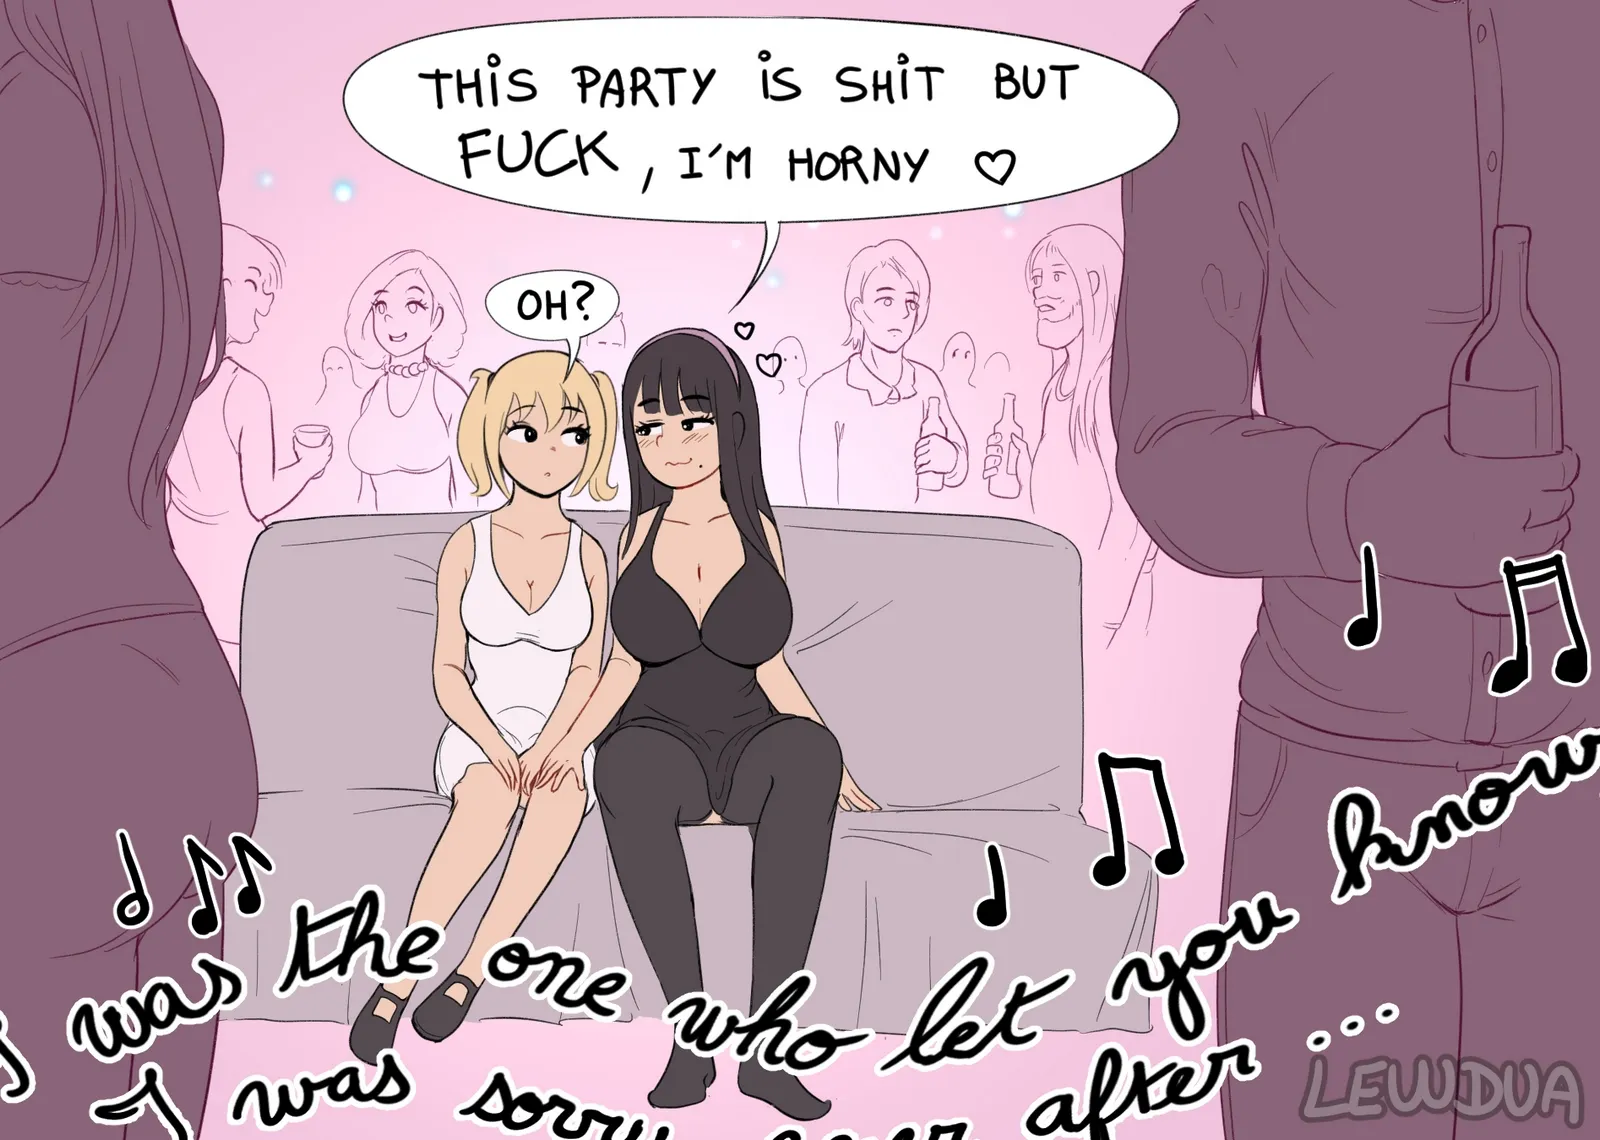 THIS PARTY IS SHIT BUT
FUCK, I'M HORNY ♡
OH?
I was the one who let you know
I was sorry ever after ...
LEWDUA